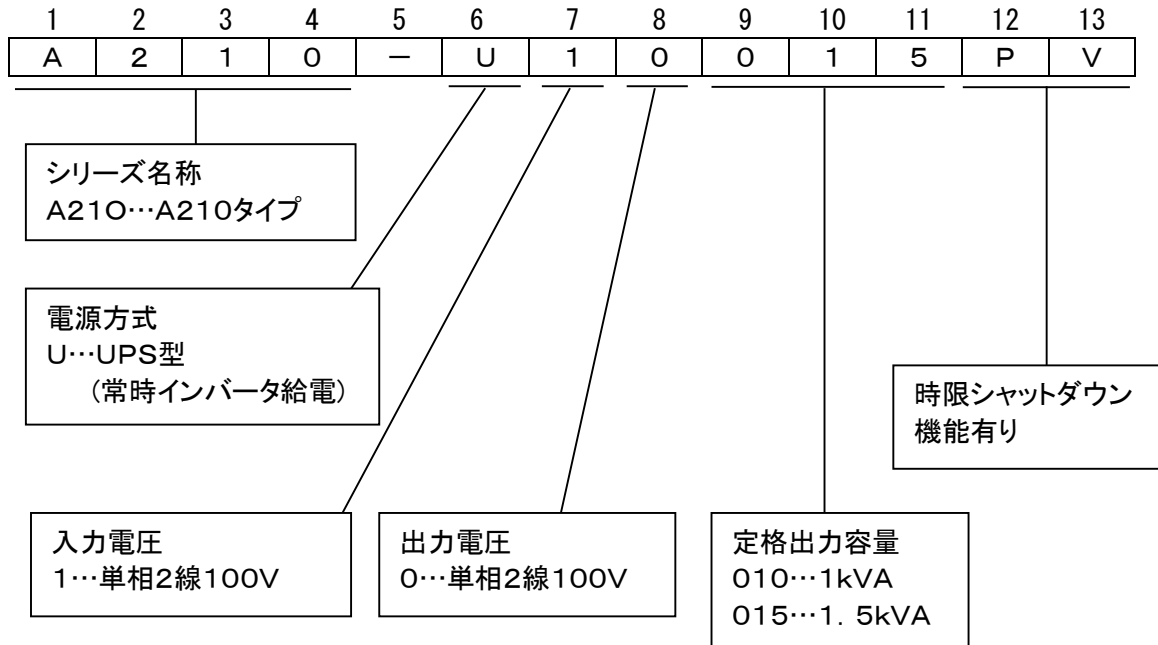 1 2 3 4 5 6 7 8 9 10 11 12 13
A 2 1 0 － U 1 0 0 1 5 P V
シリーズ名称
A21O…A210タイプ
電源方式
U…UPS型
(常時インバータ給電)
時限シャットダウン
機能有り
入力電圧
1…単相2線100V
出力電圧
0…単相2線100V
定格出力容量
010…1kVA
015…1．5kVA